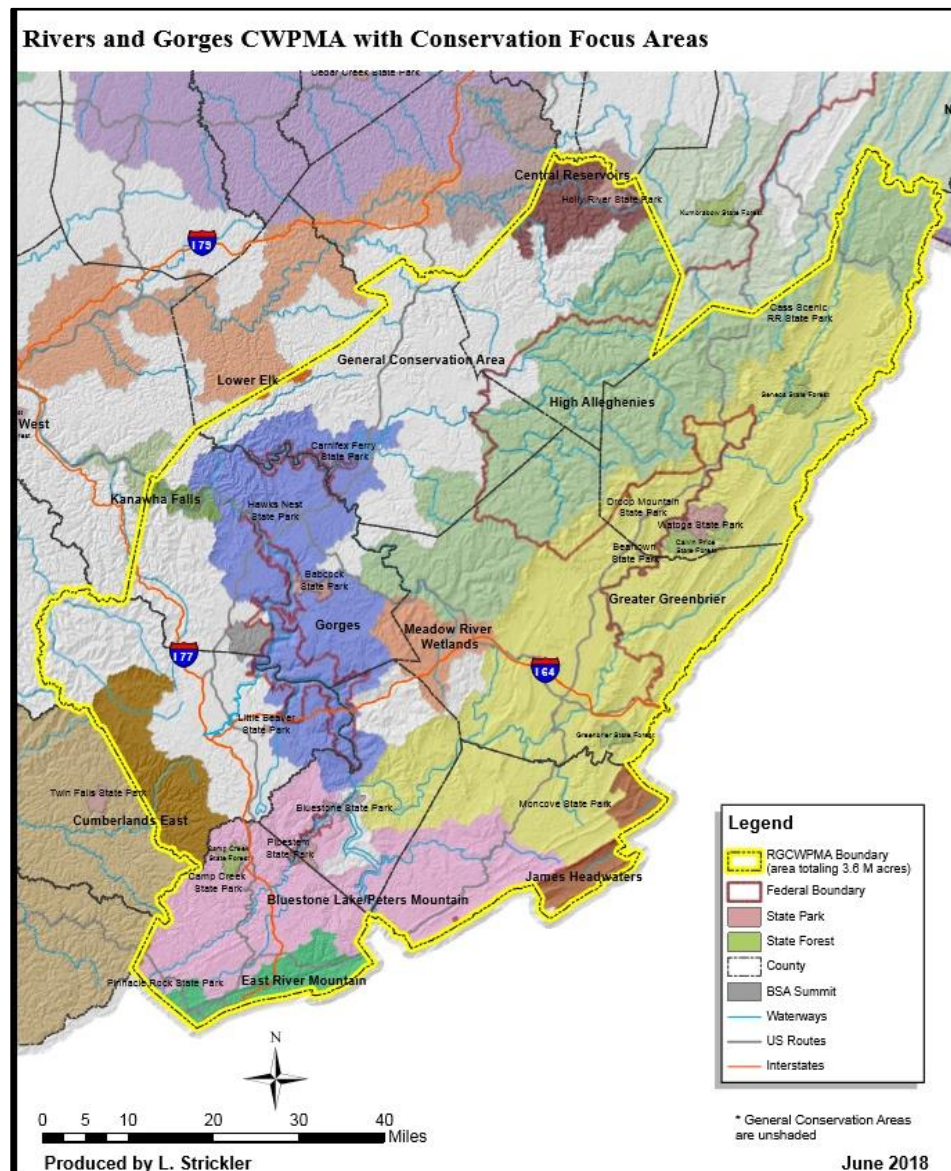 Rivers and Gorges CWPMA with Conservation Focus Areas
Cedar Creek State Park
Central Reservoirs
Holly River State Park
Kumbrabow State Forest
I 79
Cass Scenic
RR State Park
General Conservation Area
Lower Elk
High Alleghenies
Seneca State Forest
West
Carnifex Ferry
State Park
Kanawha Falls
Hawks Nest
State Park
Droop Mountain
State Park
Watoga State Park
Calvin Price
State Forest
Beartown
State Park
Babcock
State Park
Greater Greenbrier
Gorges
Meadow River
Wetlands
I 77
I 64
Little Beaver
State Park
Greenbrier State Forest
Twin Falls State Park
Bluestone State Park
Moncove State Park
Cumberlands East
Pipestem
State Park
Camp Creek
State Forest
Camp Creek
State Park
James Headwaters
Bluestone Lake/Peters Mountain
East River Mountain
Pinnacle Rock State Park
Legend
RGCWPMA Boundary
(area totaling 3.6 M acres)
Federal Boundary
State Park
State Forest
County
BSA Summit
Waterways
US Routes
Interstates
N
0 5 10 20 30 40
Miles
* General Conservation Areas
are unshaded
Produced by L. Strickler
June 2018